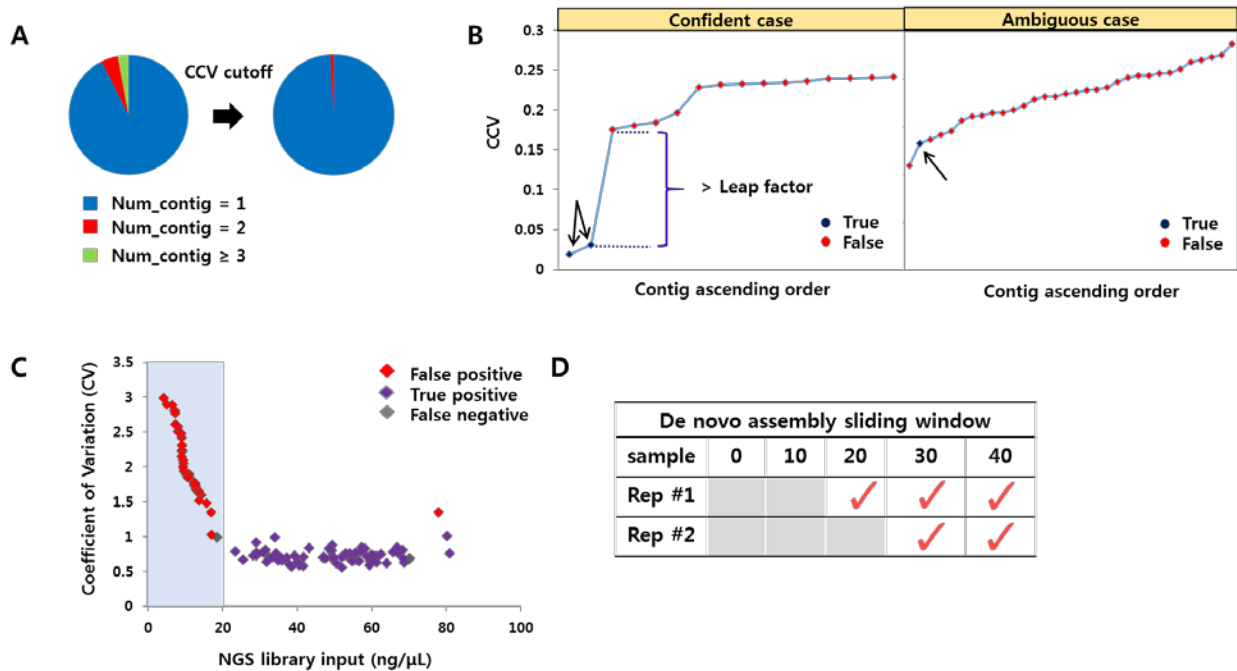 A
CCV cutoff
Num_contig = 1
Num_contig = 2
Num_contig ≥ 3
B
Confident case
Ambiguous case
0.3
0.25
0.2
0.15
0.1
0.05
0
CCV
> Leap factor
True
False
True
False
Contig ascending order
Contig ascending order
C
3.5
3
2.5
2
1.5
1
0.5
0
Coefficient of Variation (CV)
False positive
True positive
False negative
0 20 40 60 80 100
NGS library input (ng/μL)
D
De novo assembly sliding window
sample 0 10 20 30 40
Rep #1
Rep #2